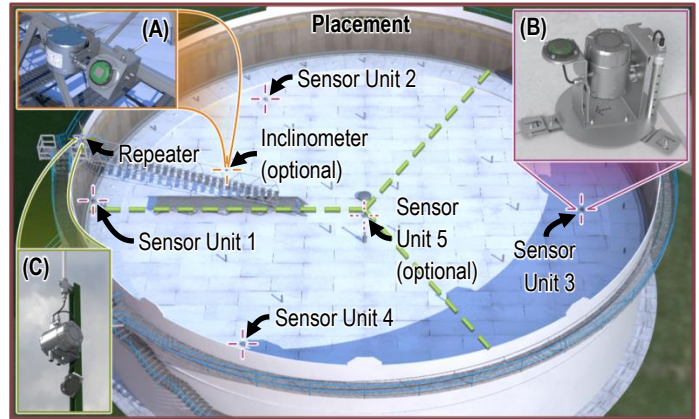 Placement
(A)
(B)
Sensor Unit 2
Repeater
Inclinometer
(optional)
Sensor Unit 1
Sensor
Unit 5
(optional)
Sensor
Unit 3
(C)
Sensor Unit 4